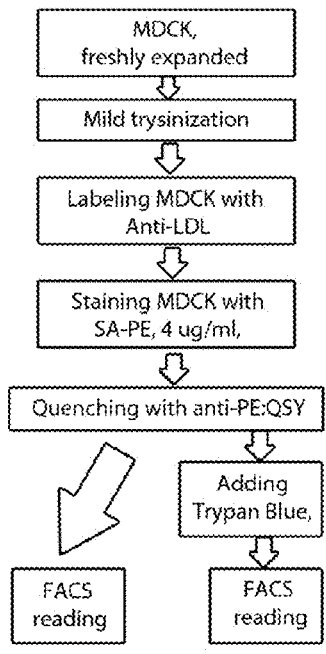 MDCK,
freshly expanded
Mild trysinization
Labeling MDCK with
Anti-LDL
Staining MDCK with
SA-PE, 4 ug/ml,
Quenching with anti-PE:QSY
Adding
Trypan Blue,
FACS
reading
FACS
reading